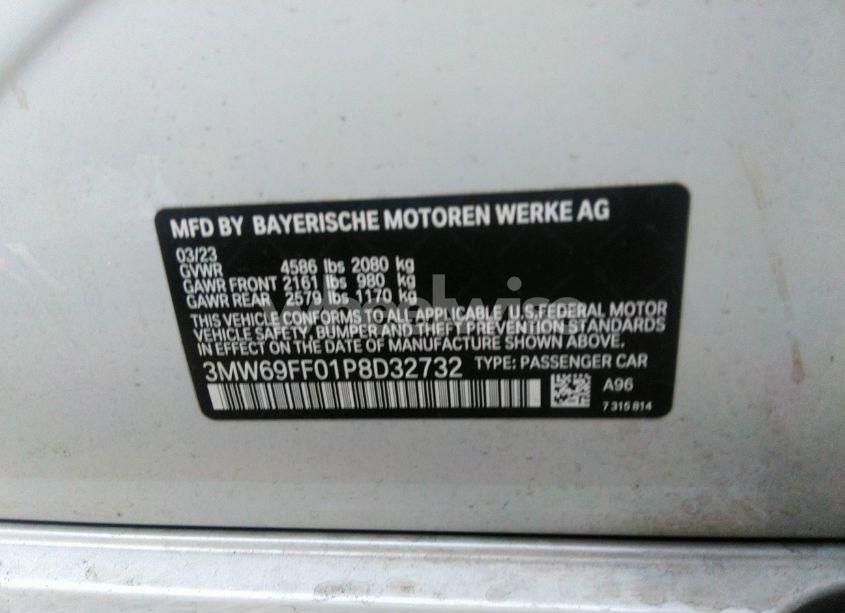 MFD BY BAYERISCHE MOTOREN WERKE AG
03/23
GVWR 4586 lbs 2080 kg
GAWR FRONT 2161 lbs 980 kg
GAWR REAR 2579 lbs 1170 kg
THIS VEHICLE CONFORMS TO ALL APPLICABLE U.S.FEDERAL MOTOR
VEHICLE SAFETY, BUMPER AND THEFT PREVENTION STANDARDS
IN EFFECT ON THE DATE OF MANUFACTURE SHOWN ABOVE.
3MW69FF01P8D32732 TYPE: PASSENGER CAR
A96
7 315 814
Wheelwise